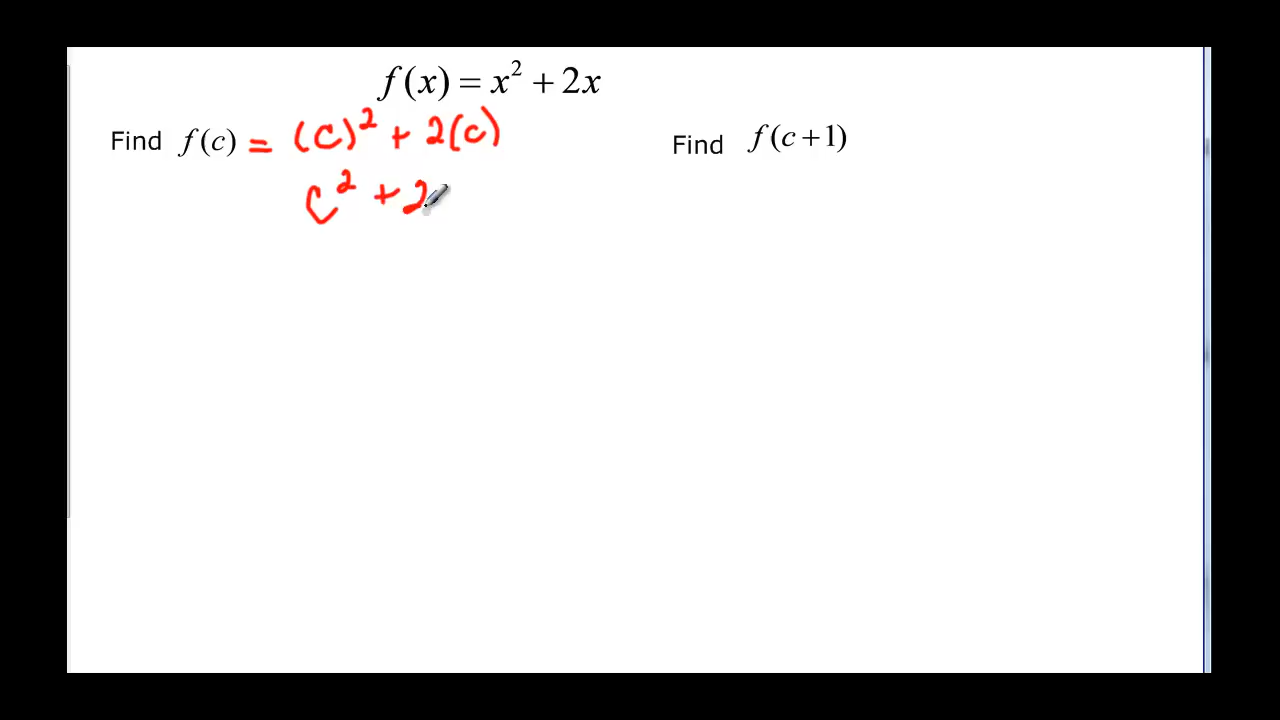 f(x) = x² + 2x
Find f(c) = (c)² + 2(c)
c² + 2
Find f(c + 1)